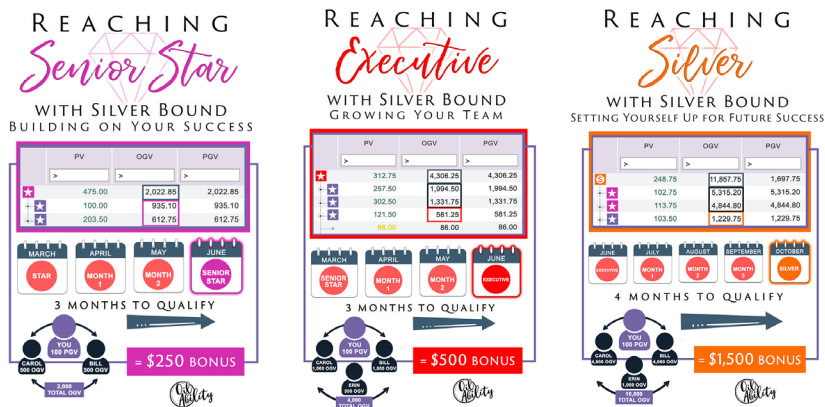 REACHING
Senior Star
WITH SILVER BOUND
BUILDING ON YOUR SUCCESS
PV OGV PGV
> > >
475.00 2,022.85 2,022.85
100.00 935.10 935.10
203.50 612.75 612.75
MARCH APRIL MAY JUNE
STAR MONTH 1 MONTH 2 SENIOR STAR
3 MONTHS TO QUALIFY
YOU
100 PGV
CAROL
500 OGV
BILL
500 OGV
2,000
TOTAL OGV
= $250 BONUS
Oil Ability
REACHING
Executive
WITH SILVER BOUND
GROWING YOUR TEAM
PV OGV PGV
> > >
312.75 4,306.25 4,306.25
257.50 1,994.50 1,994.50
302.50 1,331.75 1,331.75
121.50 581.25 581.25
86.00 86.00 86.00
MARCH APRIL MAY JUNE
SENIOR STAR MONTH 1 MONTH 2 EXECUTIVE
3 MONTHS TO QUALIFY
YOU
100 PGV
CAROL
1,000 OGV
BILL
1,000 OGV
ERIN
500 OGV
4,000
TOTAL OGV
= $500 BONUS
Oil Ability
REACHING
Silver
WITH SILVER BOUND
SETTING YOURSELF UP FOR FUTURE SUCCESS
PV OGV PGV
> > >
248.75 11,857.75 1,697.75
102.75 5,315.20 5,315.20
113.75 4,844.80 4,844.80
103.50 1,229.75 1,229.75
JUNE JULY AUGUST SEPTEMBER OCTOBER
EXECUTIVE MONTH 1 MONTH 2 MONTH 3 SILVER
4 MONTHS TO QUALIFY
YOU
100 PGV
CAROL
4,000 OGV
BILL
4,000 OGV
ERIN
1,000 OGV
10,000
TOTAL OGV
= $1,500 BONUS
Oil Ability